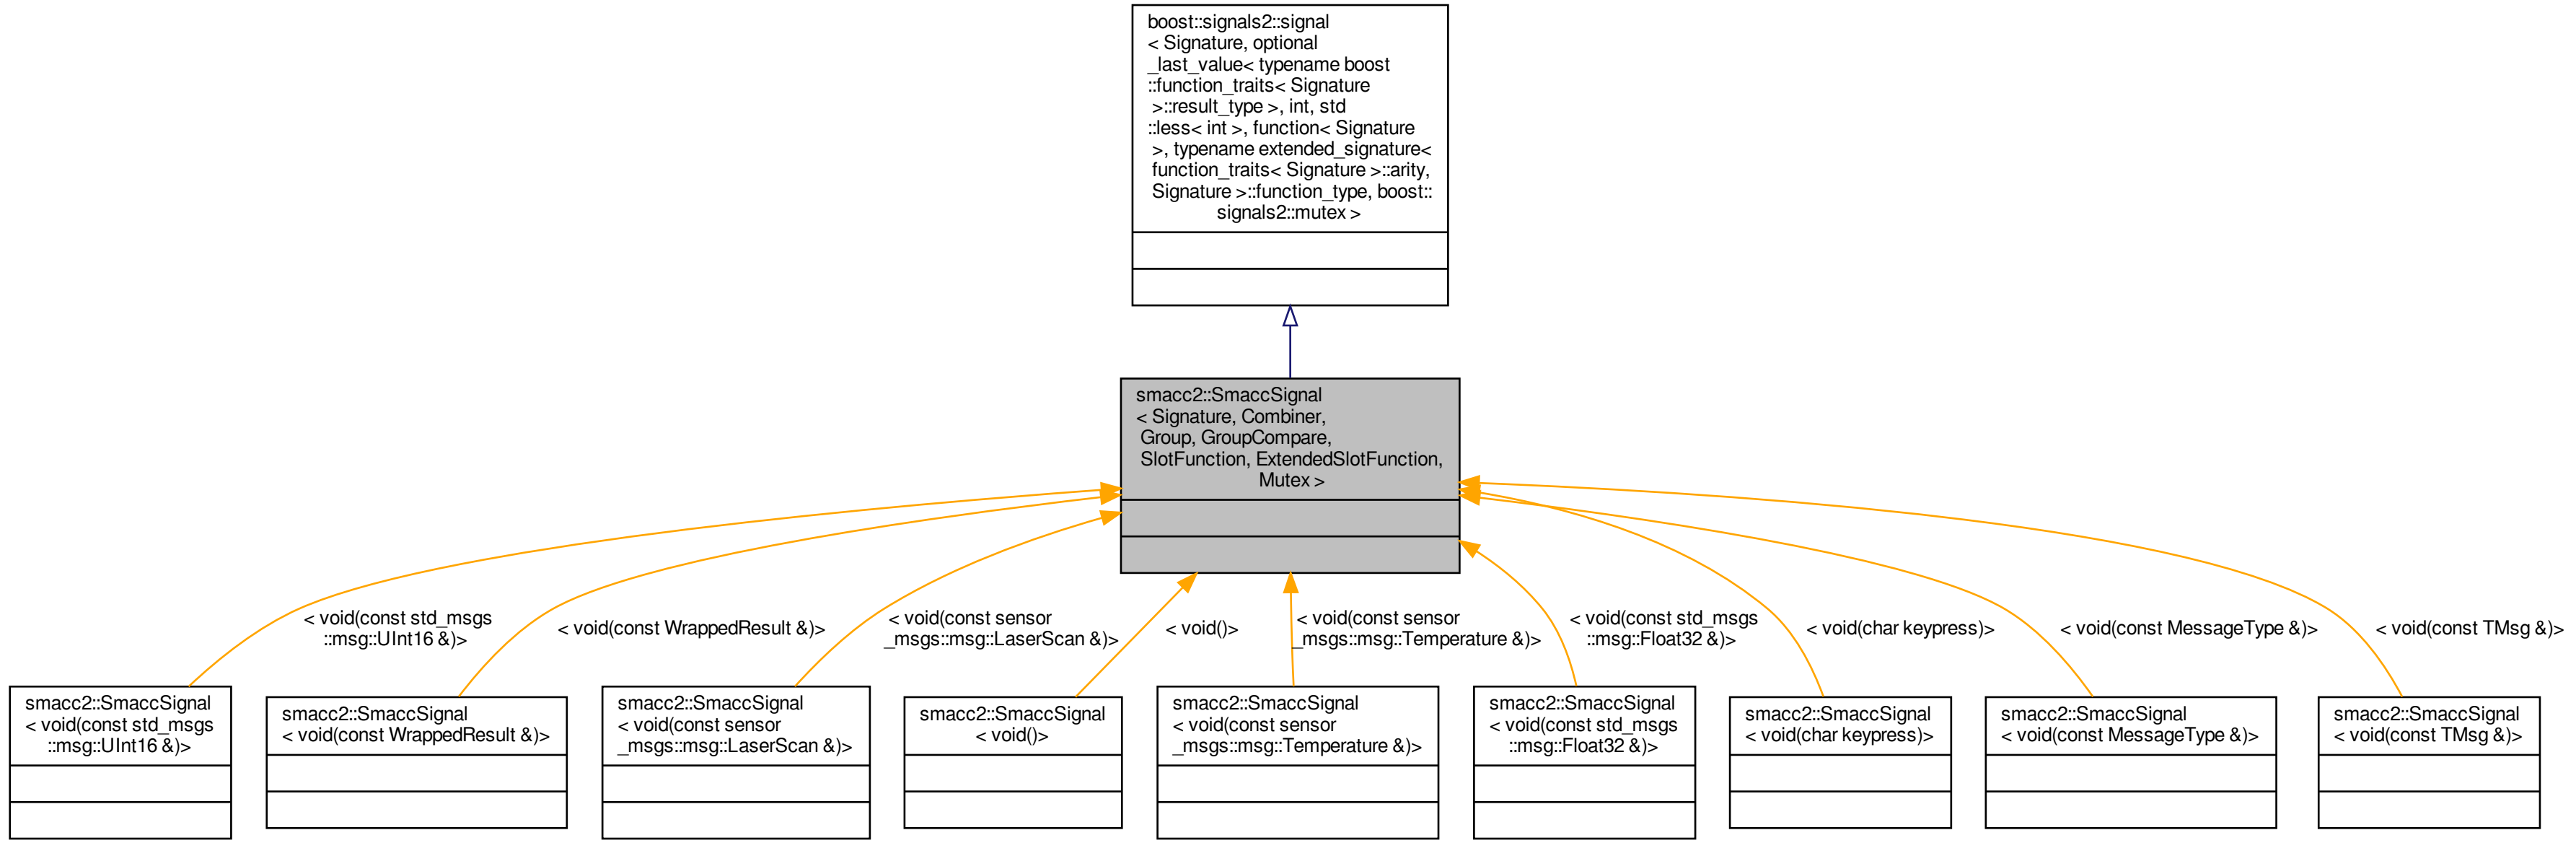 boost::signals2::signal
< Signature, optional
_last_value< typename boost
::function_traits< Signature
>::result_type >, int, std
::less< int >, function< Signature
>, typename extended_signature<
function_traits< Signature >::arity,
Signature >::function_type, boost::
signals2::mutex >
smacc2::SmaccSignal
< Signature, Combiner,
Group, GroupCompare,
SlotFunction, ExtendedSlotFunction,
Mutex >
< void(const std_msgs
::msg::UInt16 &)>
< void(const WrappedResult &)>
< void(const sensor
_msgs::msg::LaserScan &)>
< void()>
< void(const sensor
_msgs::msg::Temperature &)>
< void(const std_msgs
::msg::Float32 &)>
< void(char keypress)>
< void(const MessageType &)>
< void(const TMsg &)>
smacc2::SmaccSignal
< void(const std_msgs
::msg::UInt16 &)>
smacc2::SmaccSignal
< void(const WrappedResult &)>
smacc2::SmaccSignal
< void(const sensor
_msgs::msg::LaserScan &)>
smacc2::SmaccSignal
< void()>
smacc2::SmaccSignal
< void(const sensor
_msgs::msg::Temperature &)>
smacc2::SmaccSignal
< void(const std_msgs
::msg::Float32 &)>
smacc2::SmaccSignal
< void(char keypress)>
smacc2::SmaccSignal
< void(const MessageType &)>
smacc2::SmaccSignal
< void(const TMsg &)>